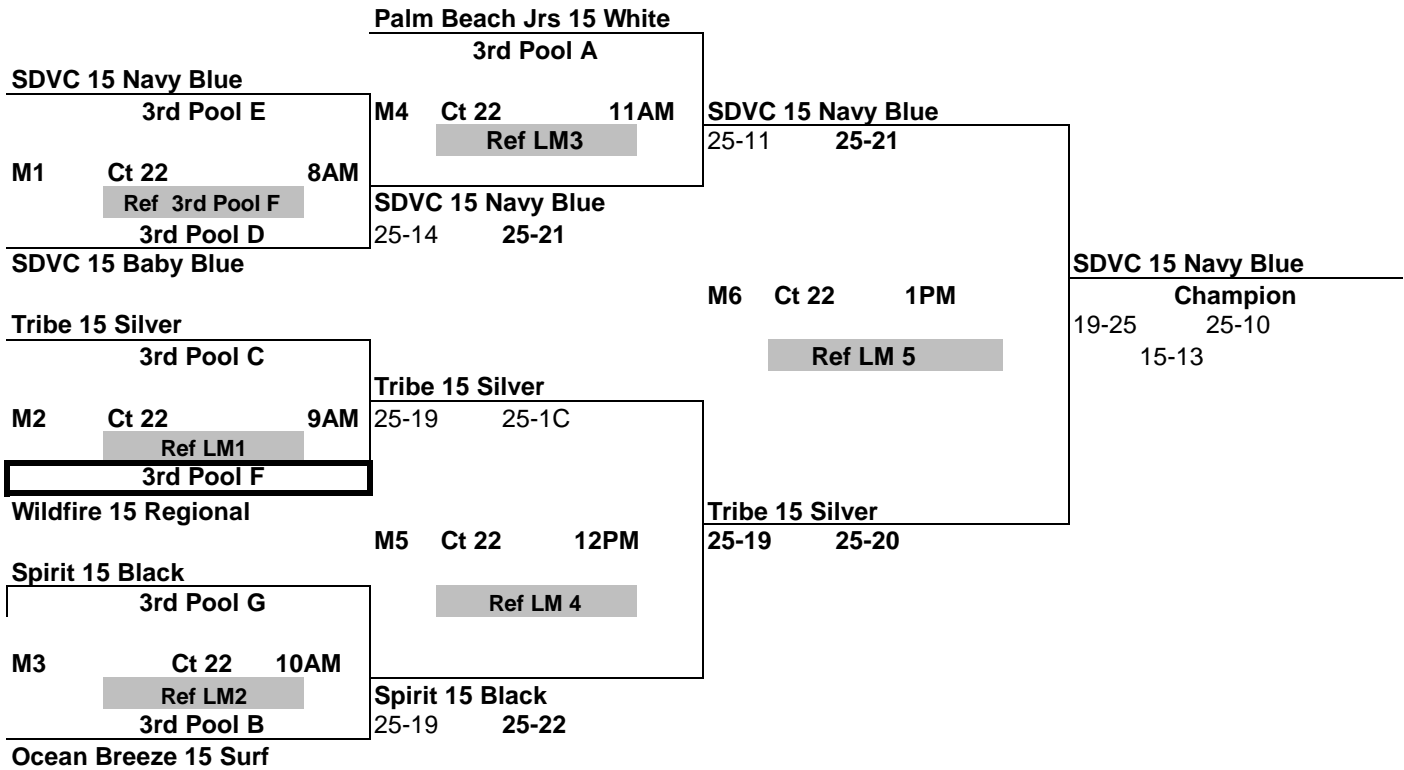 Palm Beach Jrs 15 White
3rd Pool A
SDVC 15 Navy Blue
3rd Pool E
M4 Ct 22 11AM
SDVC 15 Navy Blue
Ref LM3
25-11 25-21
M1 Ct 22 8AM
Ref 3rd Pool F
SDVC 15 Navy Blue
3rd Pool D
25-14 25-21
SDVC 15 Baby Blue
SDVC 15 Navy Blue
M6 Ct 22 1PM
Champion
Tribe 15 Silver
19-25 25-10
3rd Pool C
Ref LM 5
15-13
Tribe 15 Silver
M2 Ct 22 9AM
25-19 25-1C
Ref LM1
3rd Pool F
Wildfire 15 Regional
Tribe 15 Silver
M5 Ct 22 12PM
25-19 25-20
Spirit 15 Black
3rd Pool G
Ref LM 4
M3 Ct 22 10AM
Ref LM2
Spirit 15 Black
3rd Pool B
25-19 25-22
Ocean Breeze 15 Surf